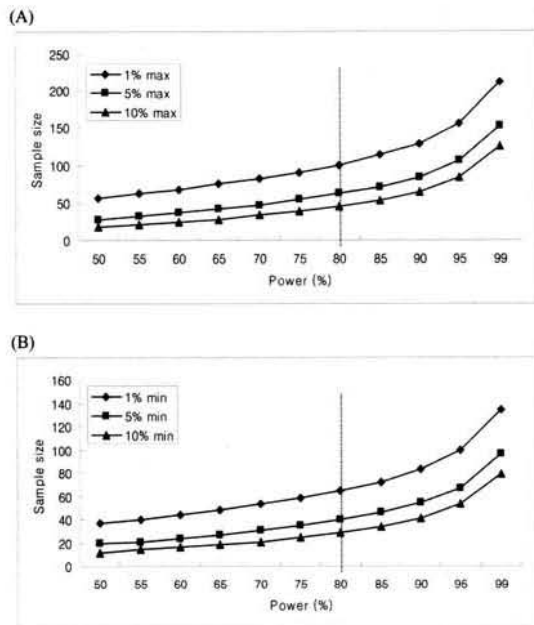 (A)
250
200
150
100
50
0
Sample size
1% max
5% max
10% max
50 55 60 65 70 75 80 85 90 95 99
Power (%)
(B)
160
140
120
100
80
60
40
20
0
Sample size
1% min
5% min
10% min
50 55 60 65 70 75 80 85 90 95 99
Power (%)